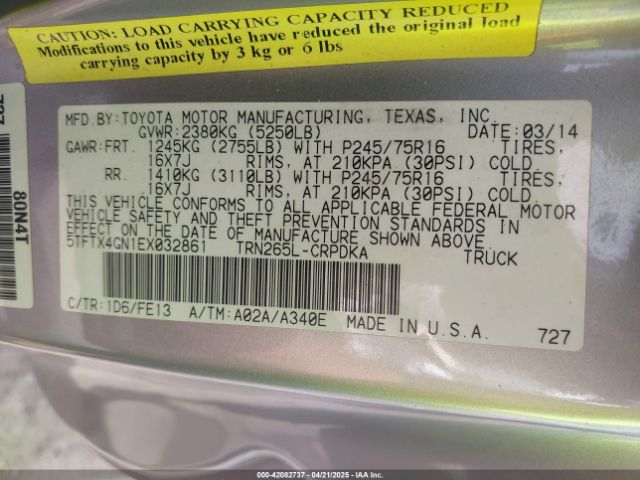 CAUTION: LOAD CARRYING CAPACITY REDUCED
Modifications to this vehicle have reduced the original load
carrying capacity by 3 kg or 6 lbs
MFD.BY:TOYOTA MOTOR MANUFACTURING, TEXAS, INC.
GVWR:2380KG (5250LB) DATE:03/14
GAWR:FRT. 1245KG (2755LB) WITH P245/75R16 TIRES,
16X7J RIMS, AT 210KPA (30PSI) COLD
RR. 1410KG (3110LB) WITH P245/75R16 TIRES,
16X7J RIMS, AT 210KPA (30PSI) COLD
THIS VEHICLE CONFORMS TO ALL APPLICABLE FEDERAL MOTOR
VEHICLE SAFETY AND THEFT PREVENTION STANDARDS IN
EFFECT ON THE DATE OF MANUFACTURE SHOWN ABOVE.
5TFTX4GN1EX032861 TRN265L-CRPDKA TRUCK
C/TR:1D6/FE13 A/TM:A02A/A340E MADE IN U.S.A. 727
80N4T
000-42082737 - 04/21/2025 - IAAI.COM